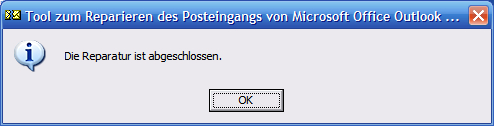 Tool zum Reparieren des Posteingangs von Microsoft Office Outlook ...
Die Reparatur ist abgeschlossen.
OK